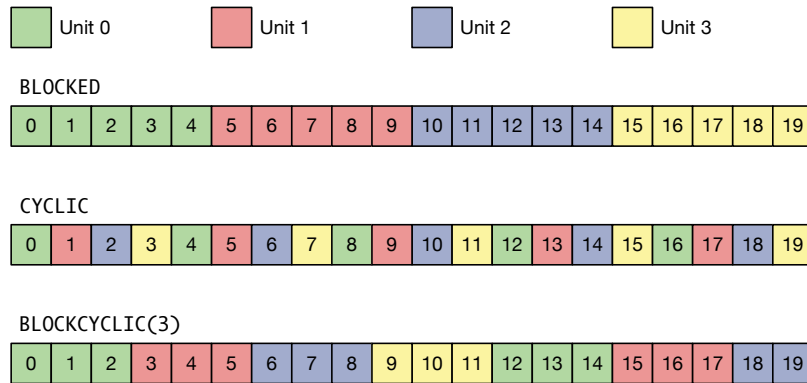 Unit 0 Unit 1 Unit 2 Unit 3
BLOCKED
0 1 2 3 4 5 6 7 8 9 10 11 12 13 14 15 16 17 18 19
CYCLIC
0 1 2 3 4 5 6 7 8 9 10 11 12 13 14 15 16 17 18 19
BLOCKCYCLIC(3)
0 1 2 3 4 5 6 7 8 9 10 11 12 13 14 15 16 17 18 19